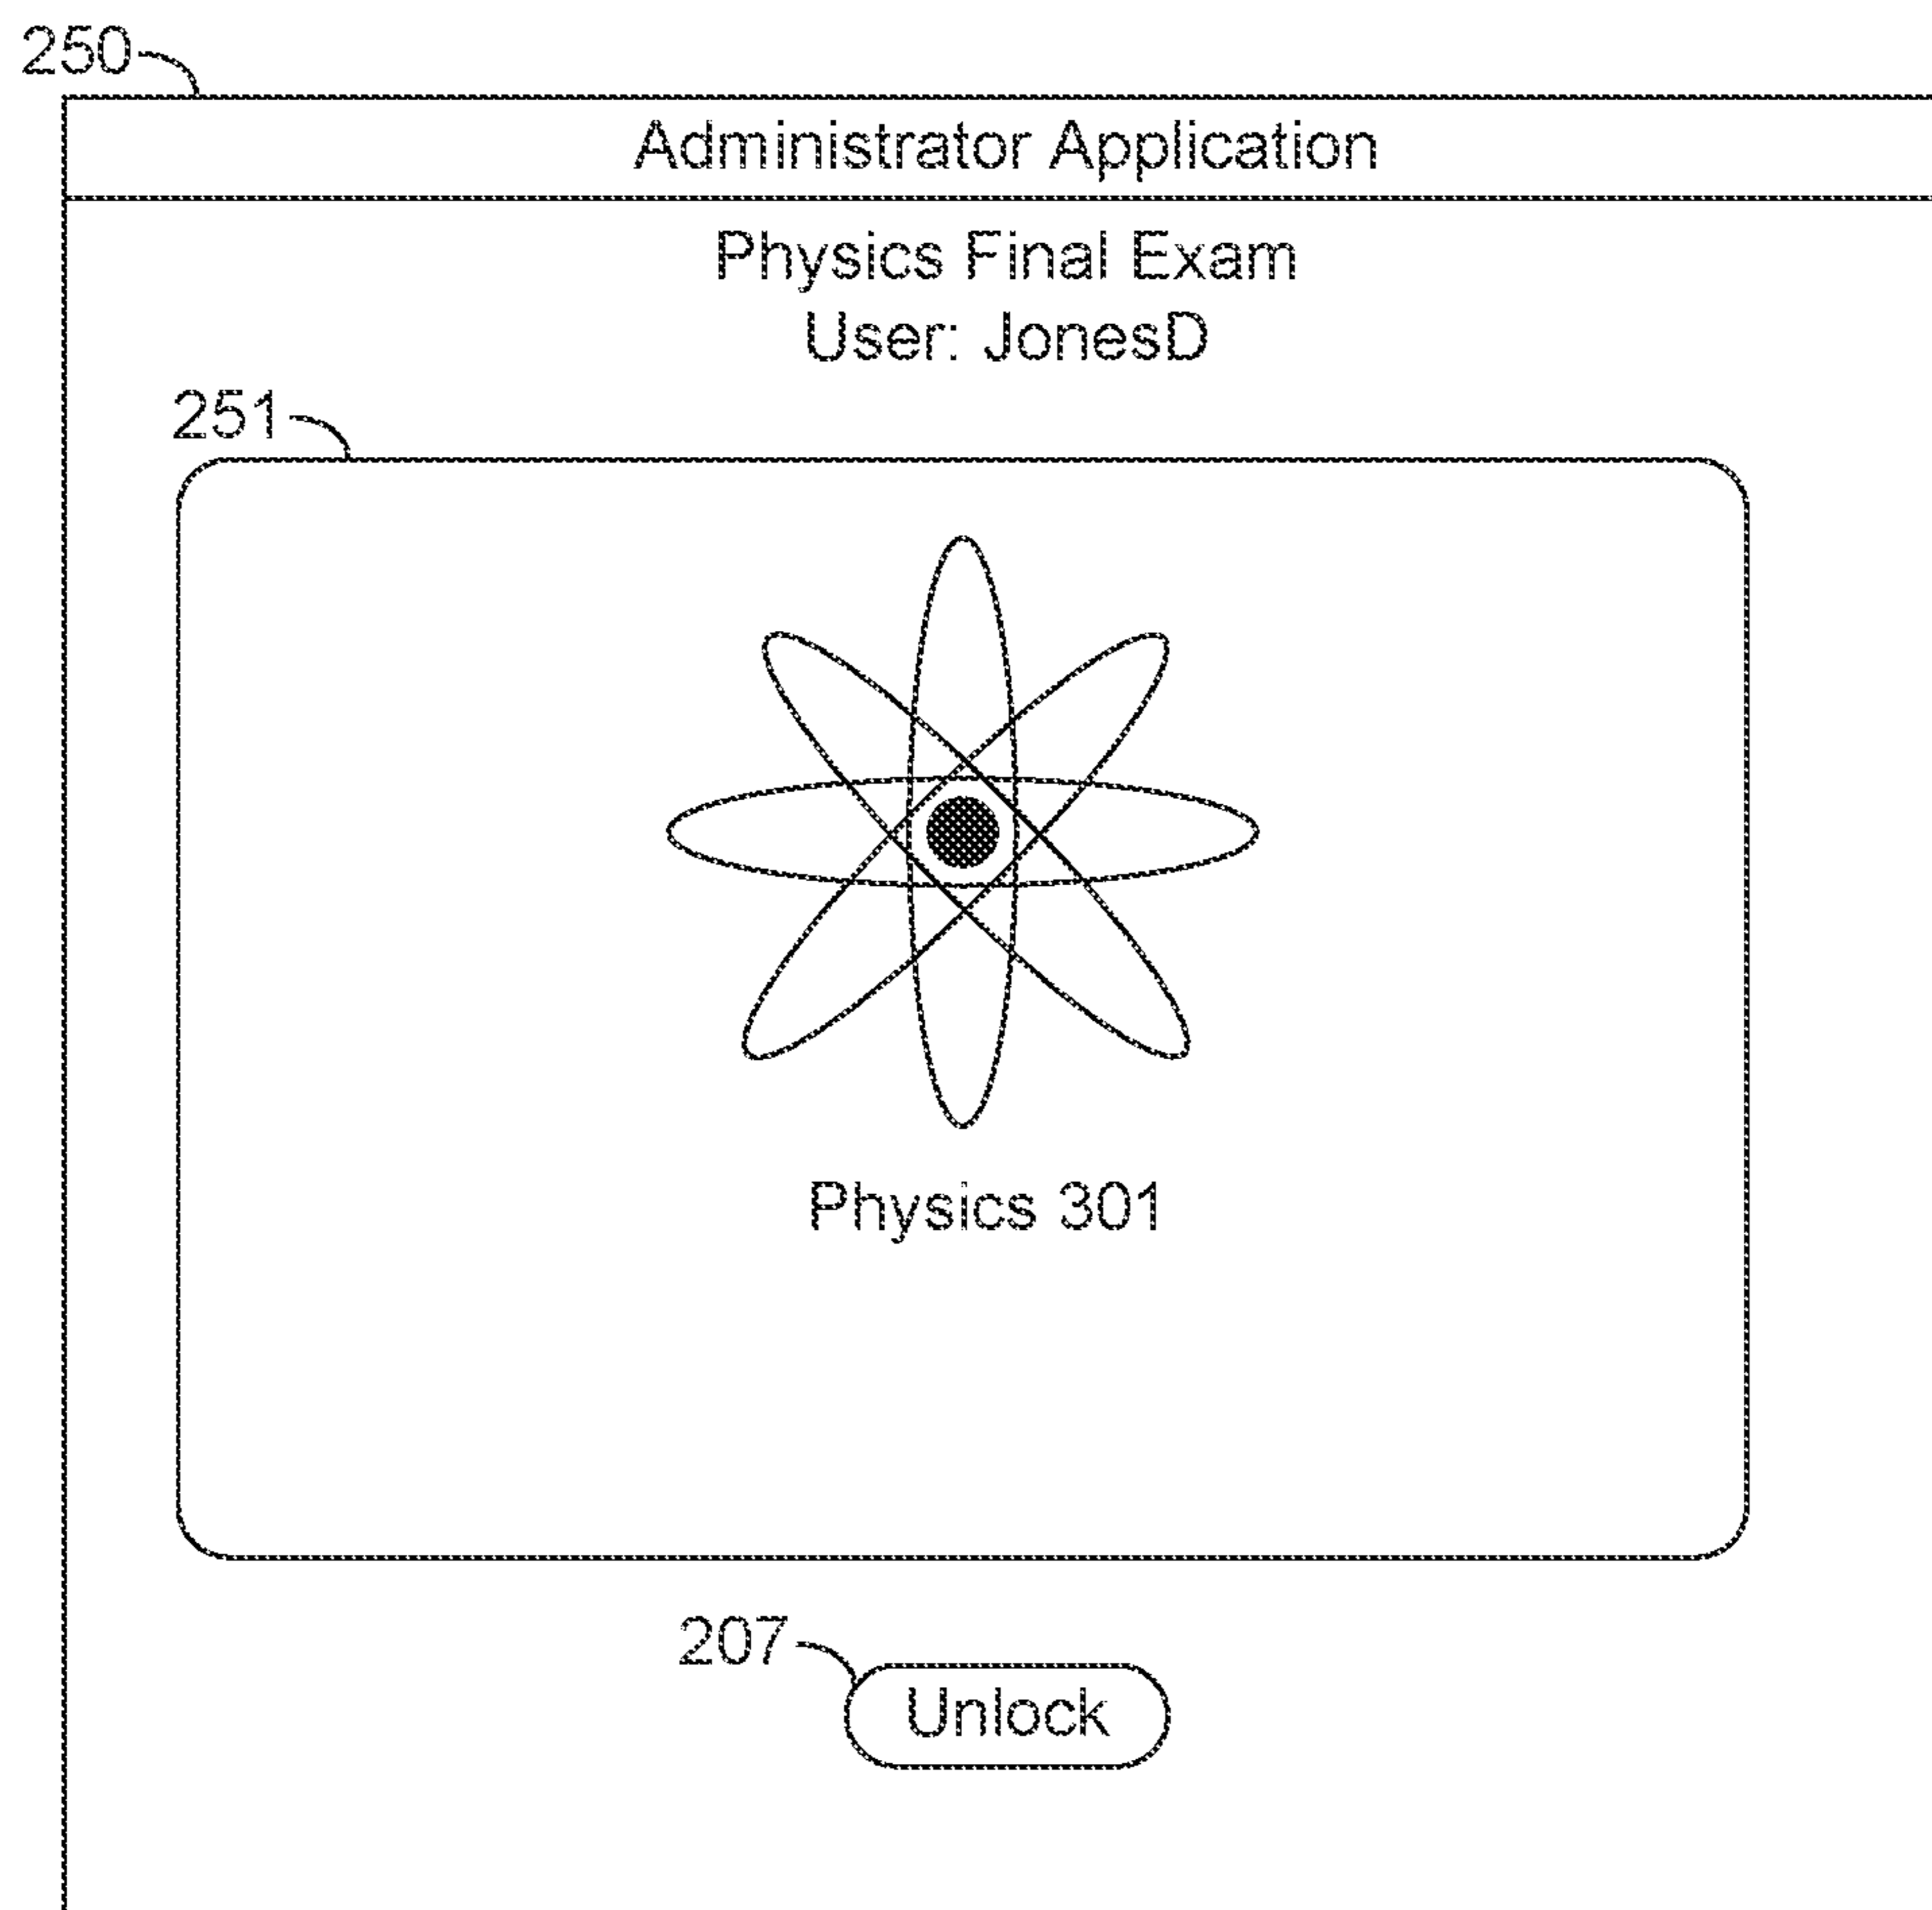 250
Administrator Application
Physics Final Exam
User: JonesD
251
Physics 301
207
Unlock